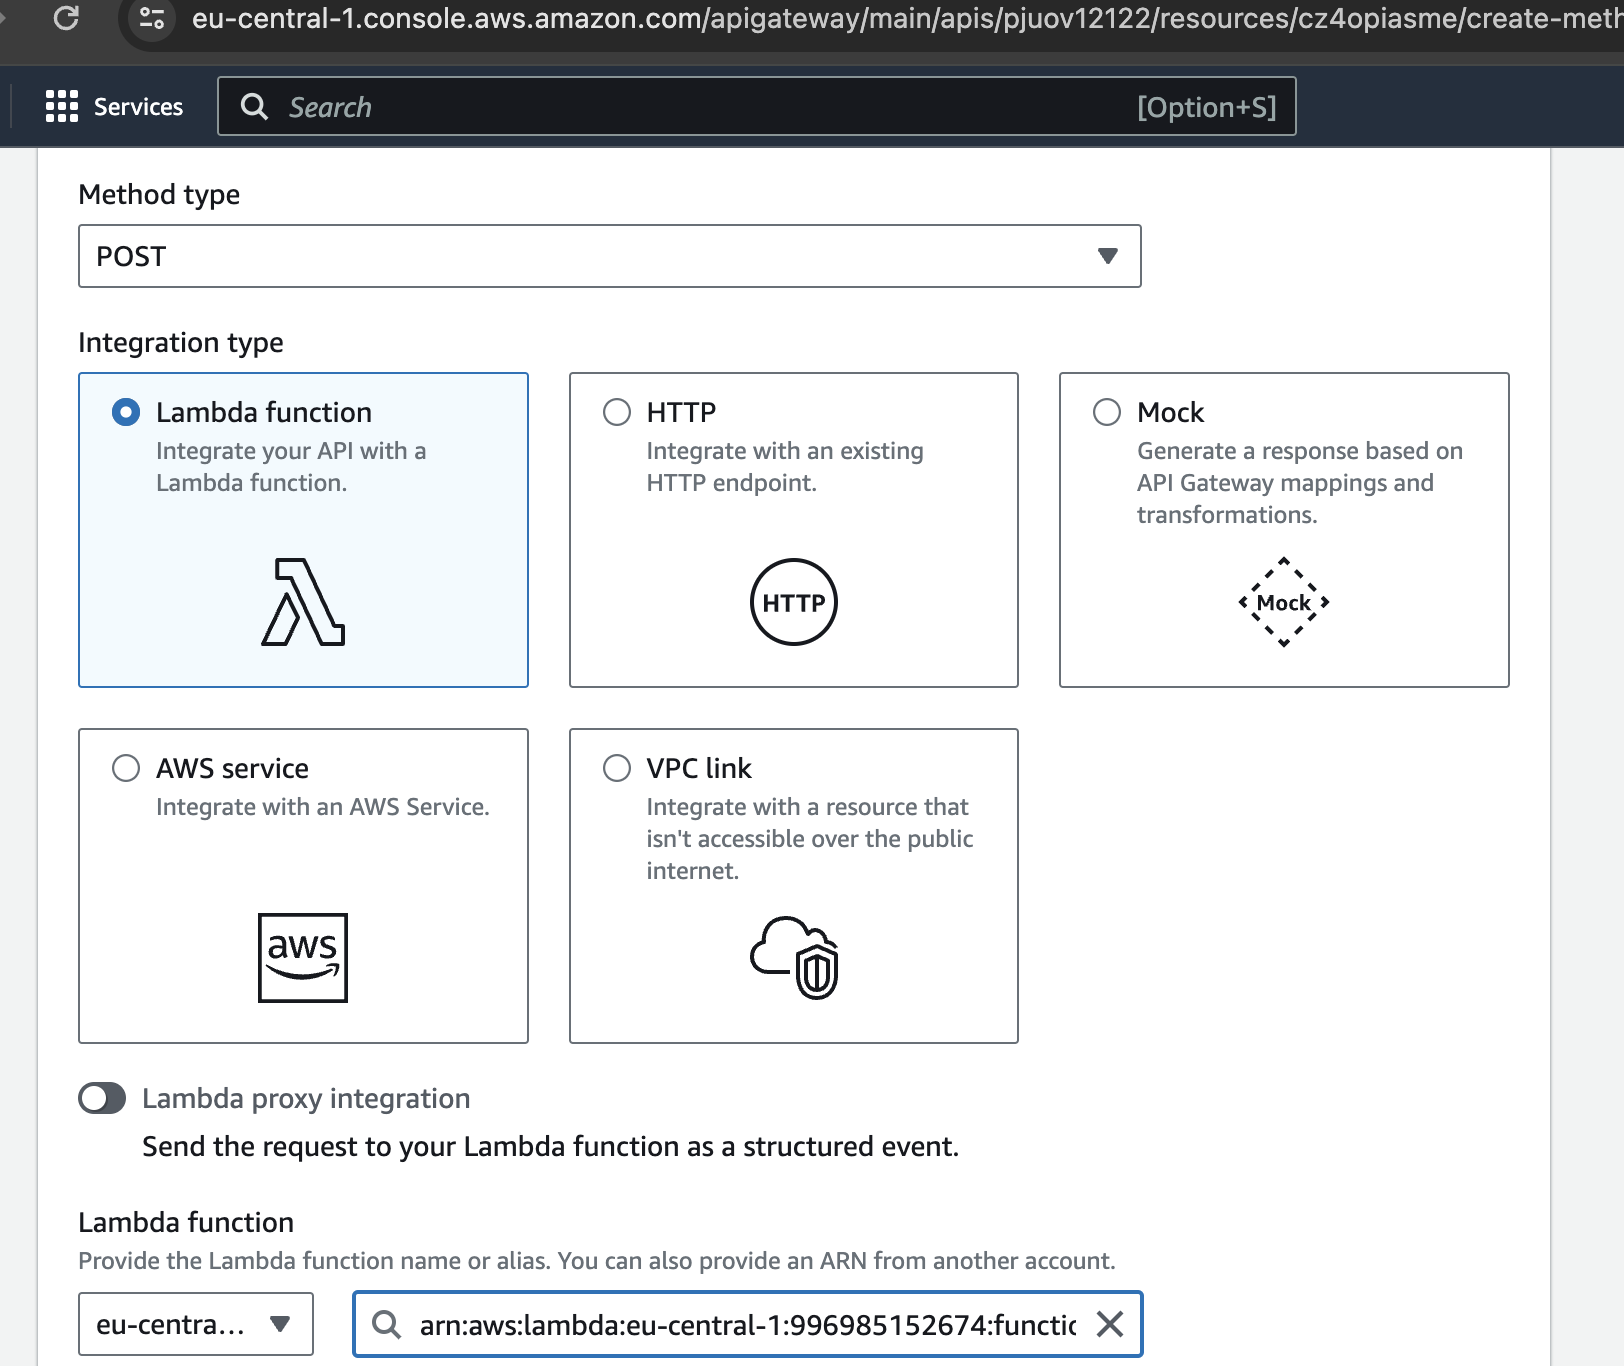 eu-central-1.console.aws.amazon.com/apigateway/main/apis/pjuov12122/resources/cz4opiasme/create-meth
Services
Search
[Option+S]
Method type
POST
Integration type
Lambda function
Integrate your API with a
Lambda function.
HTTP
Integrate with an existing
HTTP endpoint.
HTTP
Mock
Generate a response based on
API Gateway mappings and
transformations.
Mock
AWS service
Integrate with an AWS Service.
aws
VPC link
Integrate with a resource that
isn't accessible over the public
internet.
Lambda proxy integration
Send the request to your Lambda function as a structured event.
Lambda function
Provide the Lambda function name or alias. You can also provide an ARN from another account.
eu-centra...
arn:aws:lambda:eu-central-1:996985152674:functio